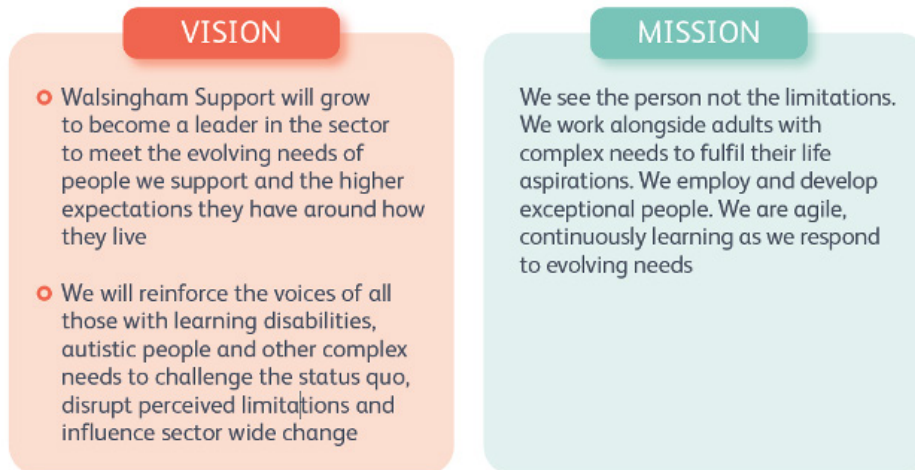 VISION
Walsingham Support will grow
to become a leader in the sector
to meet the evolving needs of
people we support and the higher
expectations they have around how
they live
We will reinforce the voices of all
those with learning disabilities,
autistic people and other complex
needs to challenge the status quo,
disrupt perceived limitations and
influence sector wide change
MISSION
We see the person not the limitations.
We work alongside adults with
complex needs to fulfil their life
aspirations. We employ and develop
exceptional people. We are agile,
continuously learning as we respond
to evolving needs